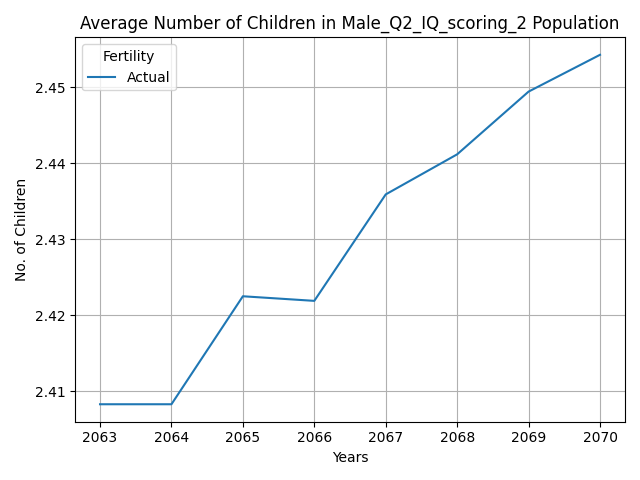 Average Number of Children in Male_Q2_IQ_scoring_2 Population
Fertility
Actual
No. of Children
2.45
2.44
2.43
2.42
2.41
2063 2064 2065 2066 2067 2068 2069 2070
Years